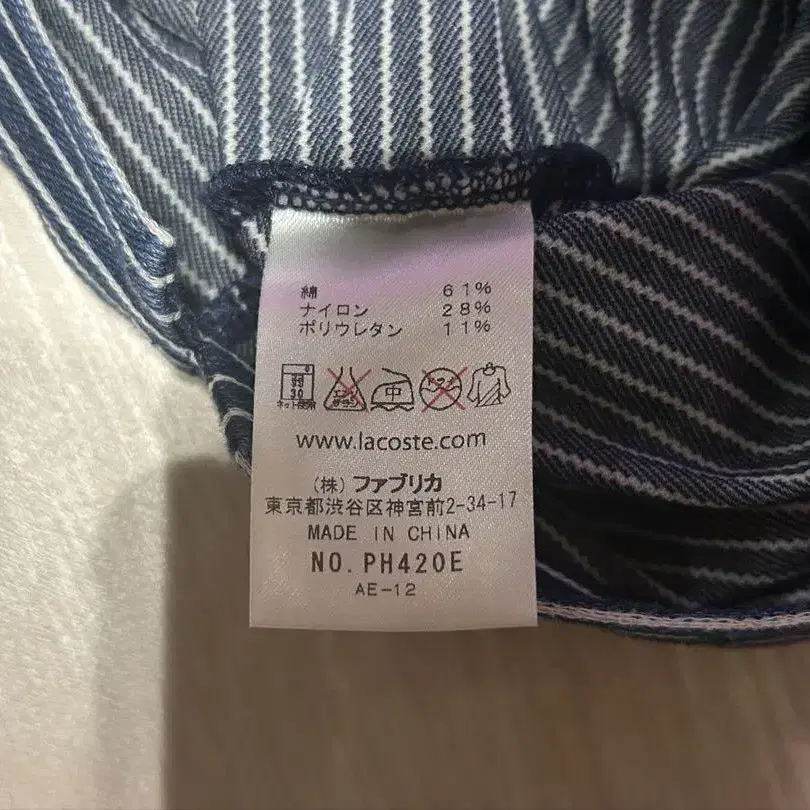 綿 61%
ナイロン 28%
ポリウレタン 11%
30
中
www.lacoste.com
(株) ファブリカ
東京都渋谷区神宮前2-34-17
MADE IN CHINA
NO. PH420E
AE-12